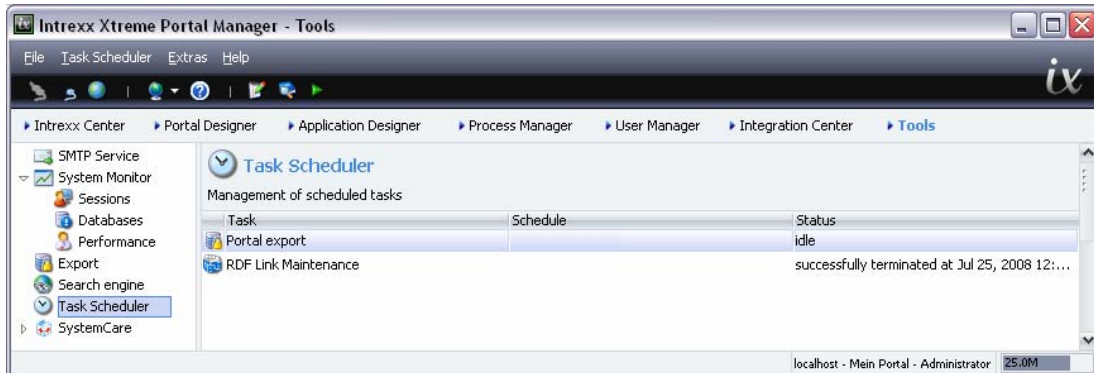 Intrexx Xtreme Portal Manager - Tools
File Task Scheduler Extras Help
ix
Intrexx Center Portal Designer Application Designer Process Manager User Manager Integration Center Tools
SMTP Service
System Monitor
Sessions
Databases
Performance
Export
Search engine
Task Scheduler
SystemCare
Task Scheduler
Management of scheduled tasks
Task Schedule Status
Portal export idle
RDF Link Maintenance successfully terminated at Jul 25, 2008 12:...
localhost - Mein Portal - Administrator 25.0M